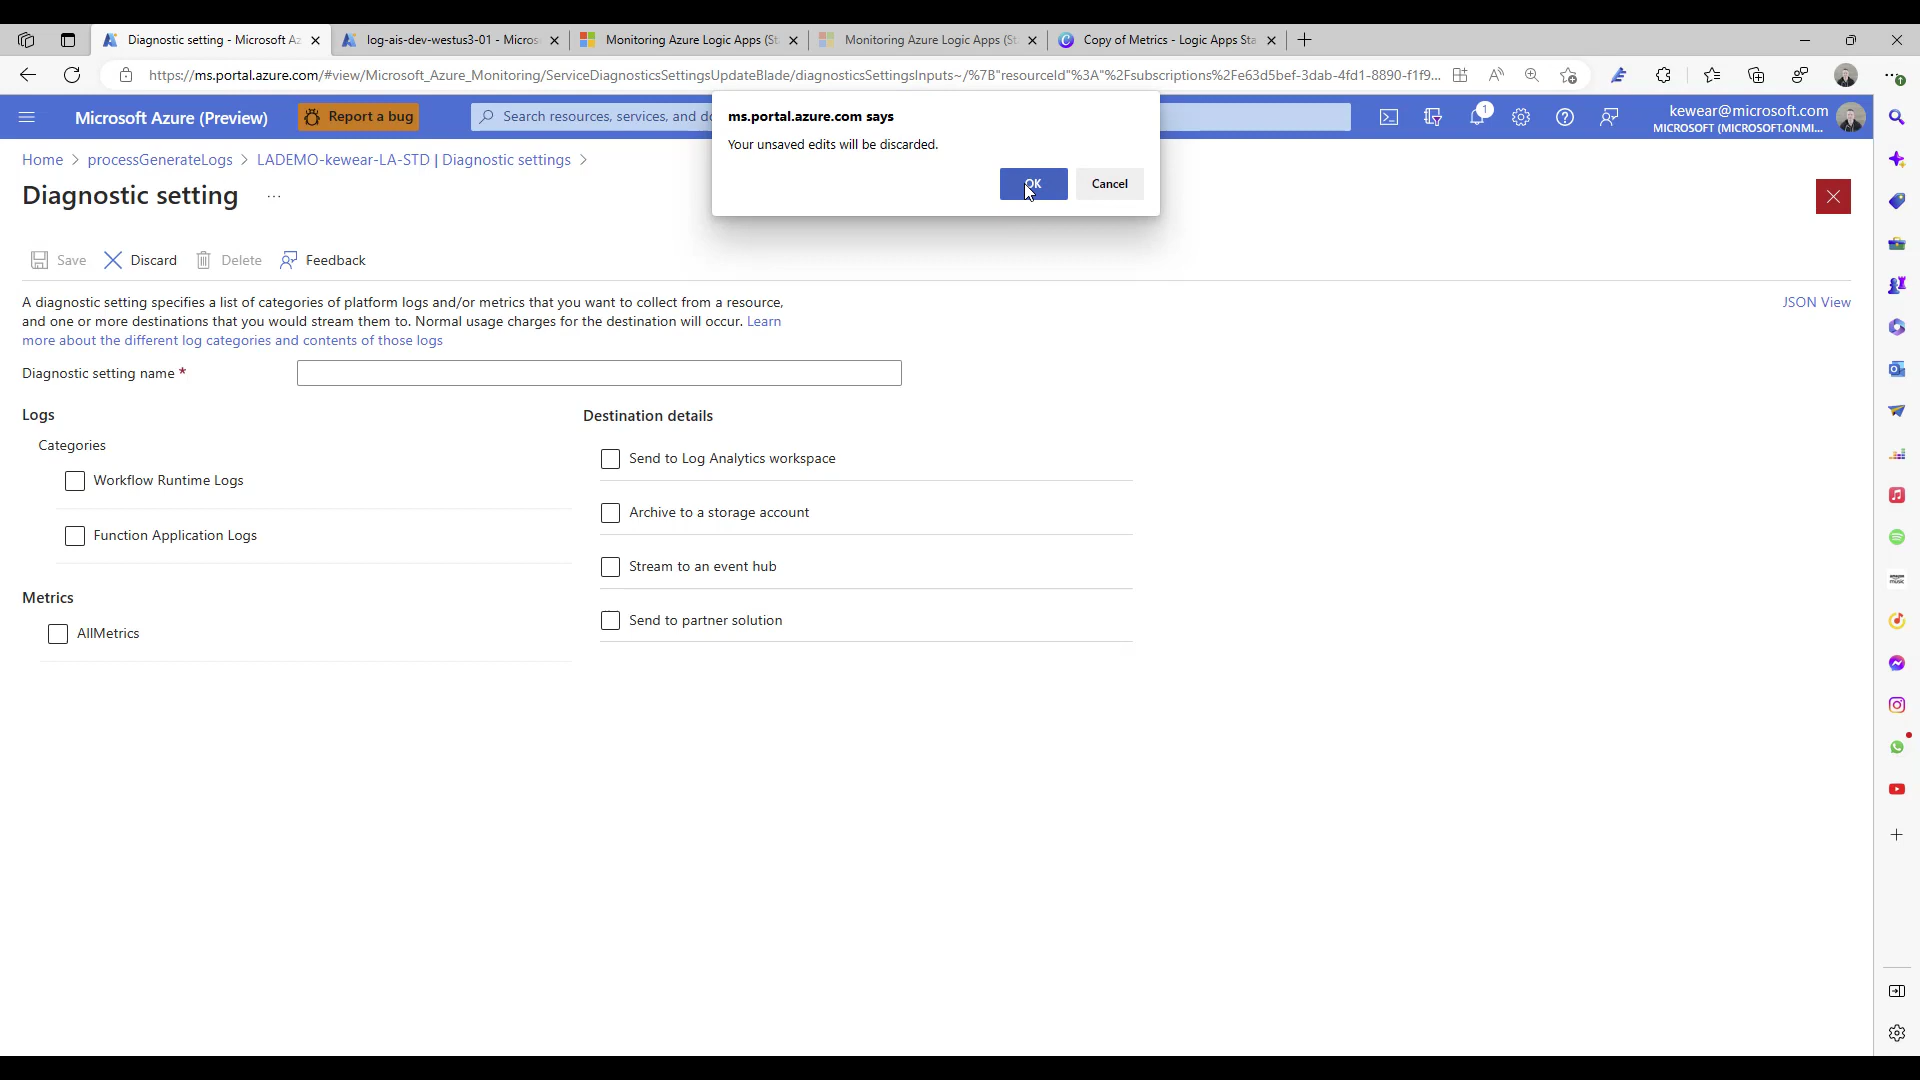 Diagnostic setting - Microsoft Az
log-ais-dev-westus3-01 - Micros
Monitoring Azure Logic Apps (St
Monitoring Azure Logic Apps (St
Copy of Metrics - Logic Apps Sta
https://ms.portal.azure.com/#view/Microsoft_Azure_Monitoring/ServiceDiagnosticsSettingsUpdateBlade/diagnosticsSettingsInputs~/%7B"resourceId"%3A"%2Fsubscriptions%2Fe63d5bef-3dab-4fd1-8890-f1f9...
Microsoft Azure (Preview)
Report a bug
Search resources, services, and do
1
kewear@microsoft.com
MICROSOFT (MICROSOFT.ONMI...
ms.portal.azure.com says
Your unsaved edits will be discarded.
OK
Cancel
Home > processGenerateLogs > LADEMO-kewear-LA-STD | Diagnostic settings >
Diagnostic setting ...
Save
Discard
Delete
Feedback
A diagnostic setting specifies a list of categories of platform logs and/or metrics that you want to collect from a resource,
and one or more destinations that you would stream them to. Normal usage charges for the destination will occur. Learn
more about the different log categories and contents of those logs
JSON View
Diagnostic setting name *
Logs
Categories
Workflow Runtime Logs
Function Application Logs
Metrics
AllMetrics
Destination details
Send to Log Analytics workspace
Archive to a storage account
Stream to an event hub
Send to partner solution